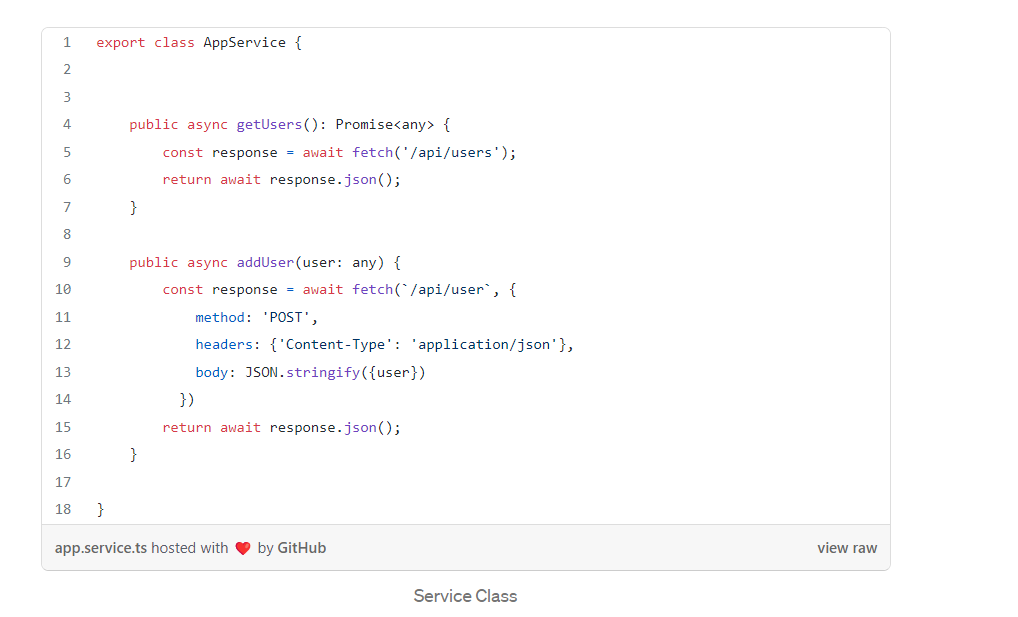 1 export class AppService {
2
3
4 public async getUsers(): Promise<any> {
5 const response = await fetch('/api/users');
6 return await response.json();
7 }
8
9 public async addUser(user: any) {
10 const response = await fetch(`/api/user`, {
11 method: 'POST',
12 headers: {'Content-Type': 'application/json'},
13 body: JSON.stringify({user})
14 })
15 return await response.json();
16 }
17
18 }
app.service.ts hosted with ❤ by GitHub view raw
Service Class